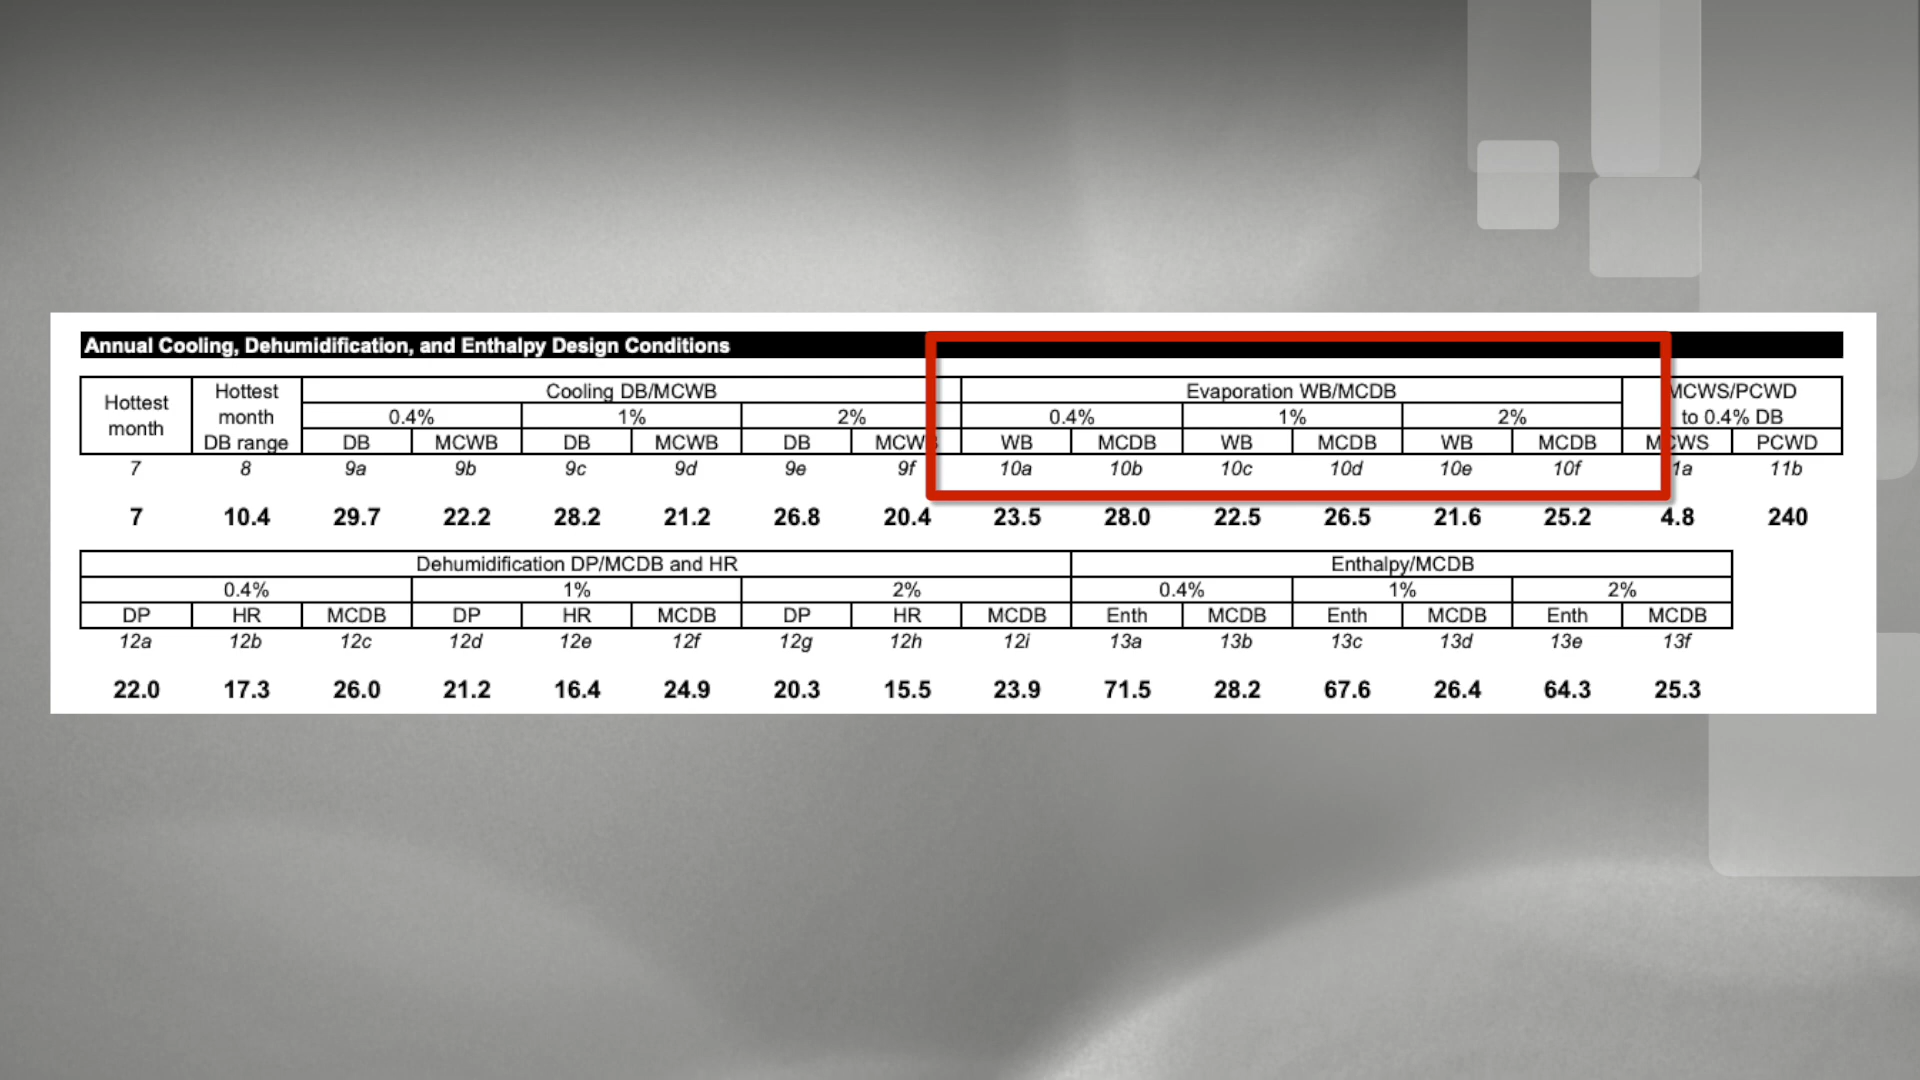 Annual Cooling, Dehumidification, and Enthalpy Design Conditions
Hottest month Hottest month DB range Cooling DB/MCWB Evaporation WB/MCDB MCWS/PCWD to 0.4% DB
0.4% 1% 2% 0.4% 1% 2%
DB MCWB DB MCWB DB MCWB WB MCDB WB MCDB WB MCDB MCWS PCWD
7 8 9a 9b 9c 9d 9e 9f 10a 10b 10c 10d 10e 10f 1a 11b
7 10.4 29.7 22.2 28.2 21.2 26.8 20.4 23.5 28.0 22.5 26.5 21.6 25.2 4.8 240
Dehumidification DP/MCDB and HR Enthalpy/MCDB
0.4% 1% 2% 0.4% 1% 2%
DP HR MCDB DP HR MCDB DP HR MCDB Enth MCDB Enth MCDB Enth MCDB
12a 12b 12c 12d 12e 12f 12g 12h 12i 13a 13b 13c 13d 13e 13f
22.0 17.3 26.0 21.2 16.4 24.9 20.3 15.5 23.9 71.5 28.2 67.6 26.4 64.3 25.3